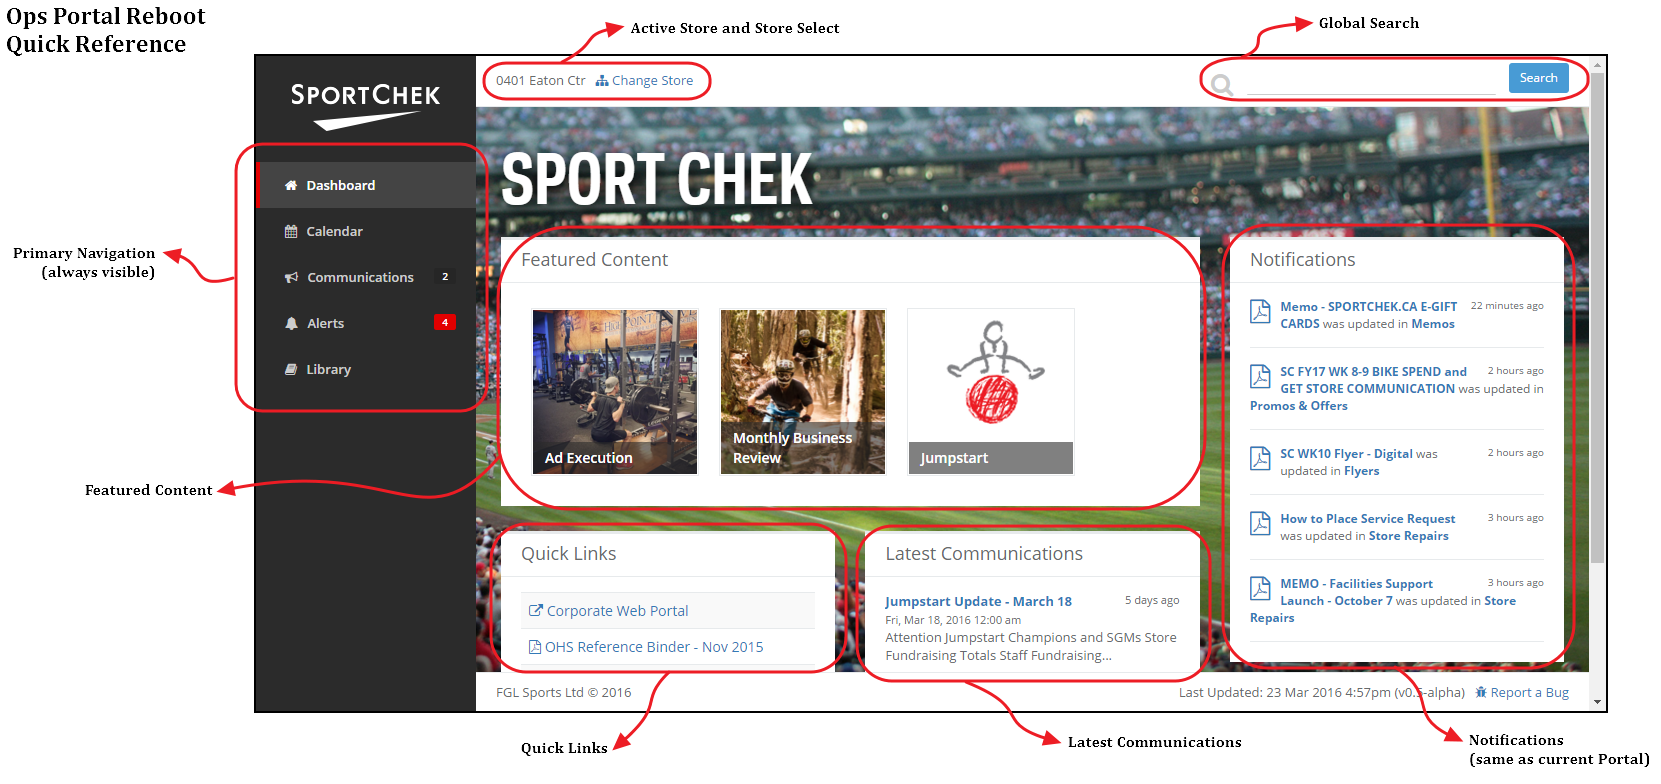 Ops Portal Reboot
Quick Reference
Active Store and Store Select
Global Search
SPORTCHEK
0401 Eaton Ctr Change Store
Search
Primary Navigation
(always visible)
Dashboard
Calendar
Communications 2
Alerts 4
Library
SPORT CHEK
Featured Content
Featured Content
Ad Execution
Monthly Business
Review
Jumpstart
Notifications
Memo - SPORTCHEK.CA E-GIFT 22 minutes ago
CARDS was updated in Memos
SC FY17 WK 8-9 BIKE SPEND and 2 hours ago
GET STORE COMMUNICATION was updated in
Promos & Offers
SC WK10 Flyer - Digital was 2 hours ago
updated in Flyers
How to Place Service Request 3 hours ago
was updated in Store Repairs
MEMO - Facilities Support 3 hours ago
Launch - October 7 was updated in Store
Repairs
Quick Links
Corporate Web Portal
OHS Reference Binder - Nov 2015
Latest Communications
Jumpstart Update - March 18 5 days ago
Fri, Mar 18, 2016 12:00 am
Attention Jumpstart Champions and SGMs Store
Fundraising Totals Staff Fundraising...
FGL Sports Ltd © 2016
Last Updated: 23 Mar 2016 4:57pm (v0.5-alpha) Report a Bug
Quick Links
Latest Communications
Notifications
(same as current Portal)